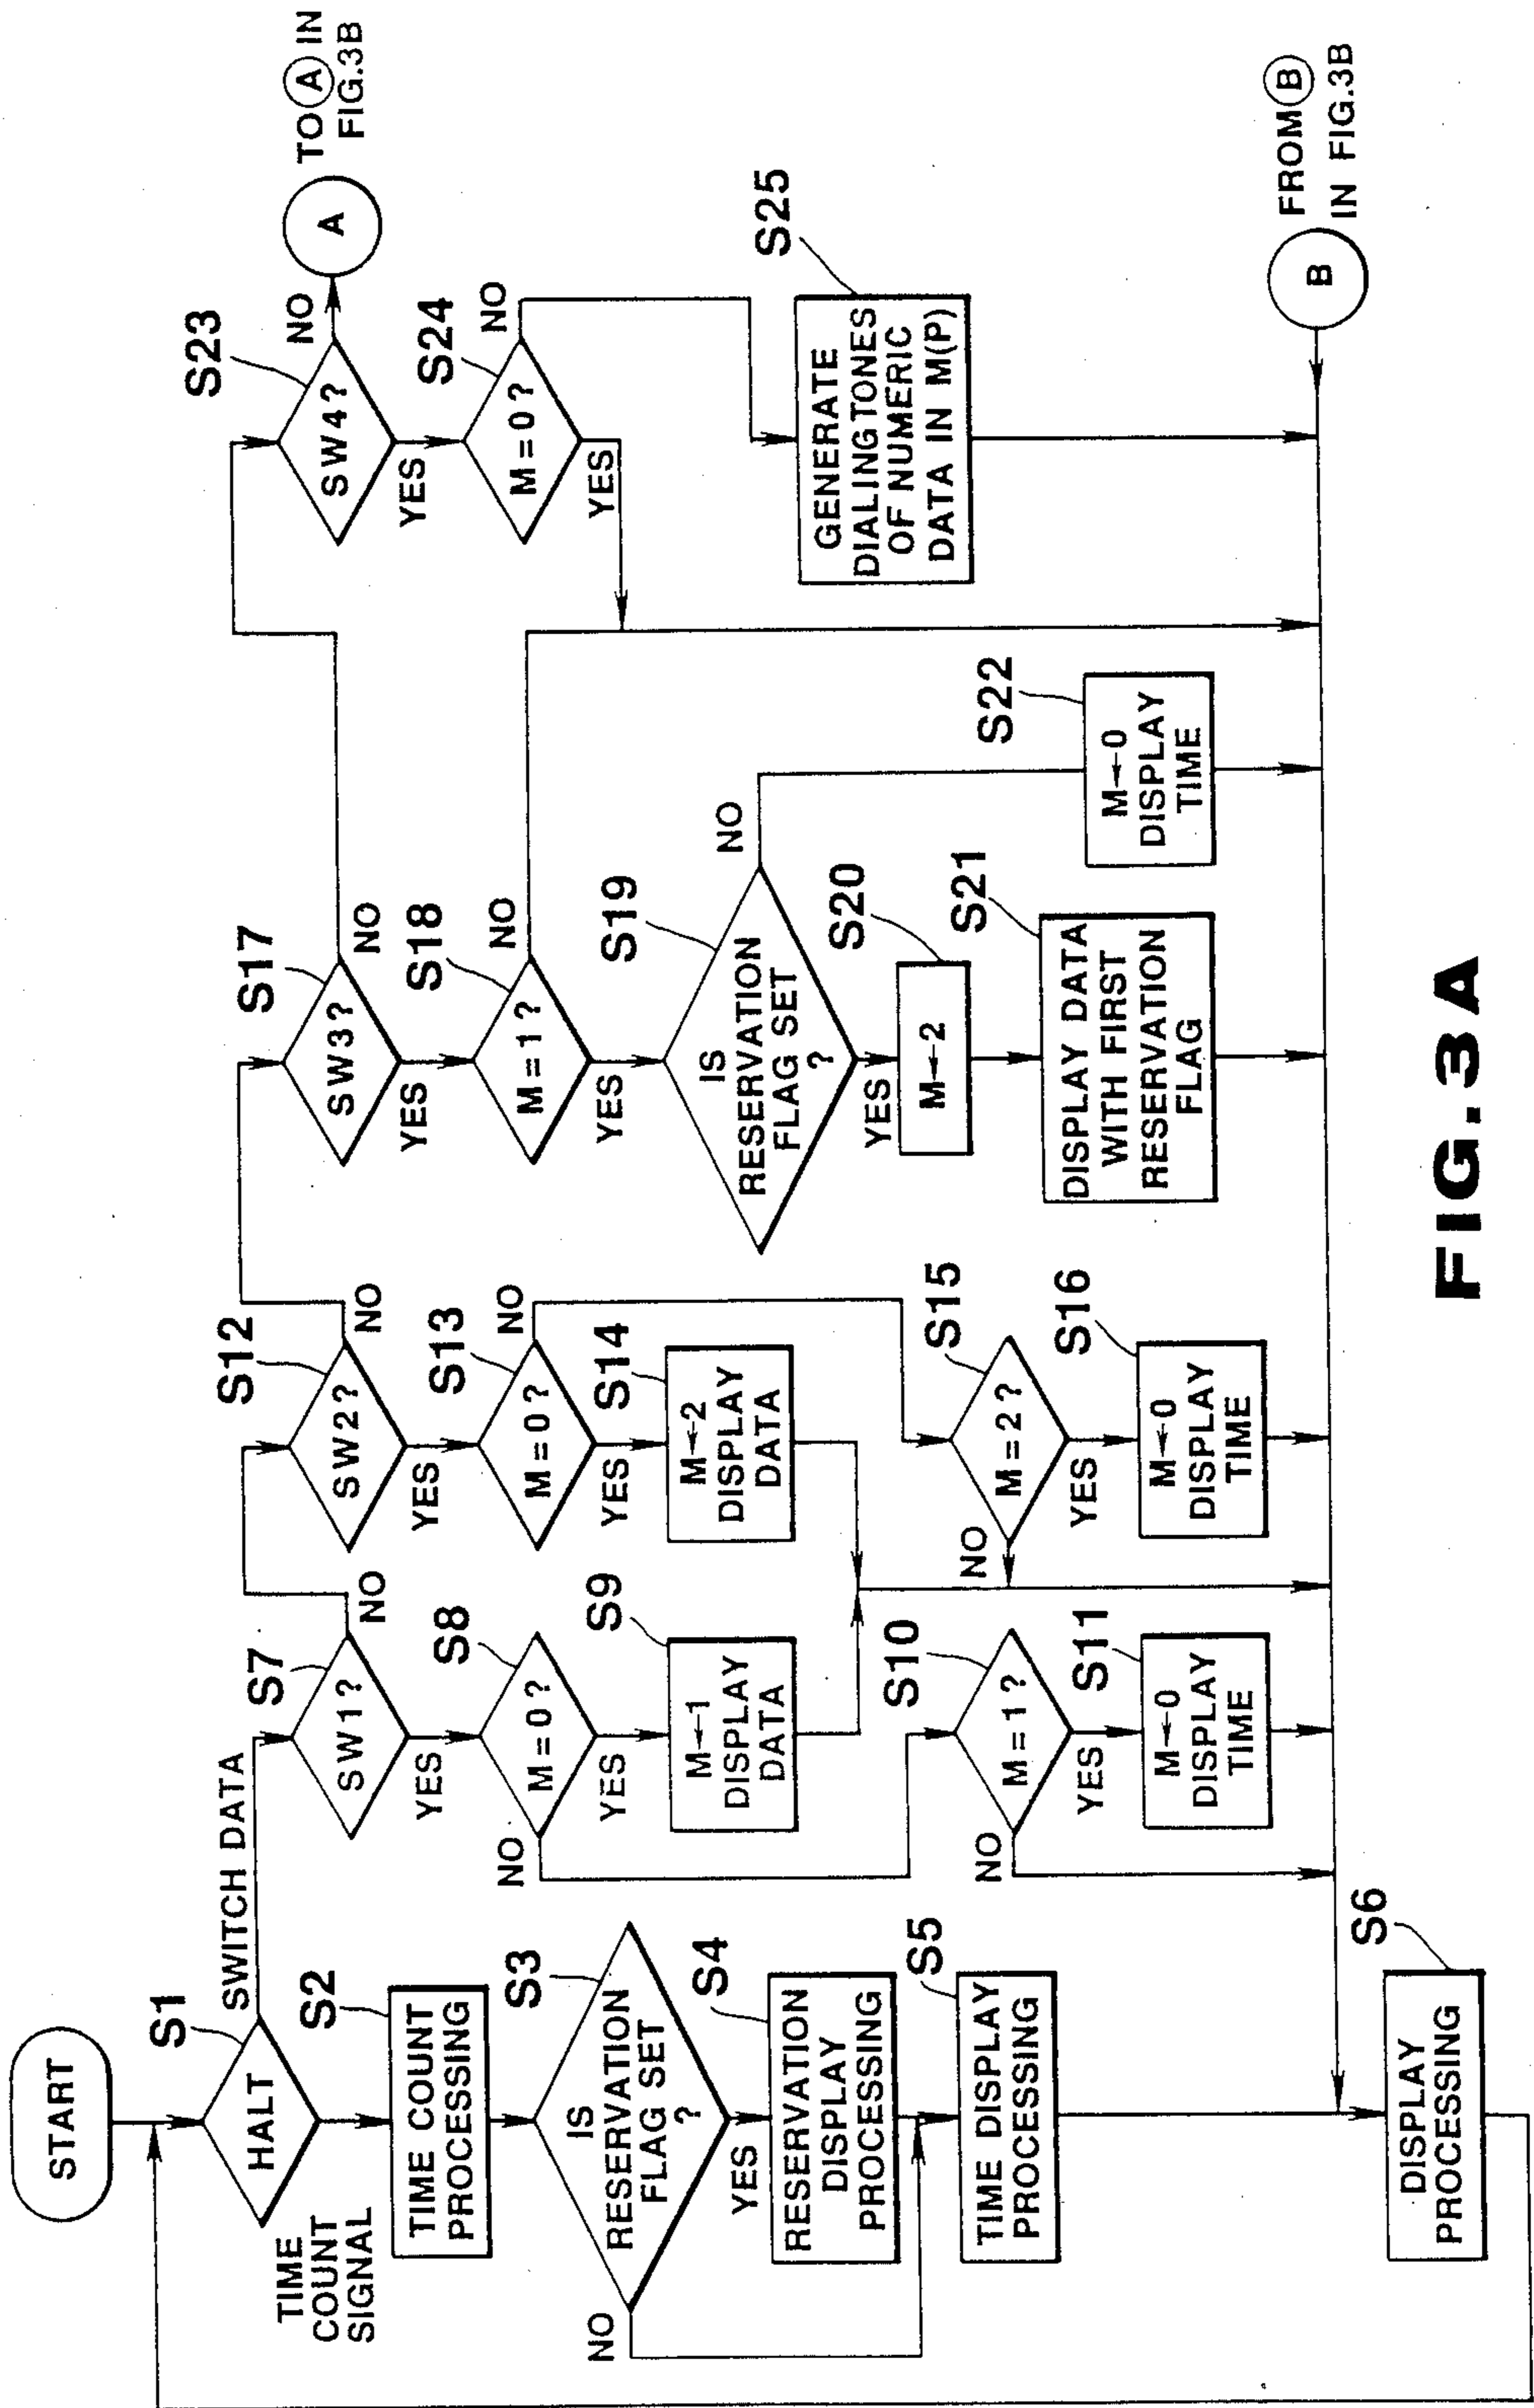 START
S1
HALT
SWITCH DATA
TIME
COUNT
SIGNAL
S2
TIME COUNT
PROCESSING
S3
IS
RESERVATION
FLAG SET
?
NO
YES
S4
RESERVATION
DISPLAY
PROCESSING
S5
TIME DISPLAY
PROCESSING
S6
DISPLAY
PROCESSING
S7
SW1?
NO
YES
S8
M=0?
NO
YES
S9
M←1
DISPLAY
DATA
S10
M=1?
NO
YES
S11
M←0
DISPLAY
TIME
S12
SW2?
NO
YES
S13
M=0?
NO
YES
S14
M←2
DISPLAY
DATA
S15
M=2?
NO
YES
S16
M←0
DISPLAY
TIME
S17
SW3?
NO
YES
S18
M=1?
NO
YES
S19
IS
RESERVATION
FLAG SET
?
NO
YES
S20
M←2
S21
DISPLAY DATA
WITH FIRST
RESERVATION
FLAG
S22
M←0
DISPLAY
TIME
S23
SW4?
NO
YES
S24
M=0?
NO
YES
S25
GENERATE
DIALING TONES
OF NUMERIC
DATA IN M(P)
A
TO A IN
FIG.3B
B
FROM B
IN FIG.3B
FIG.3A